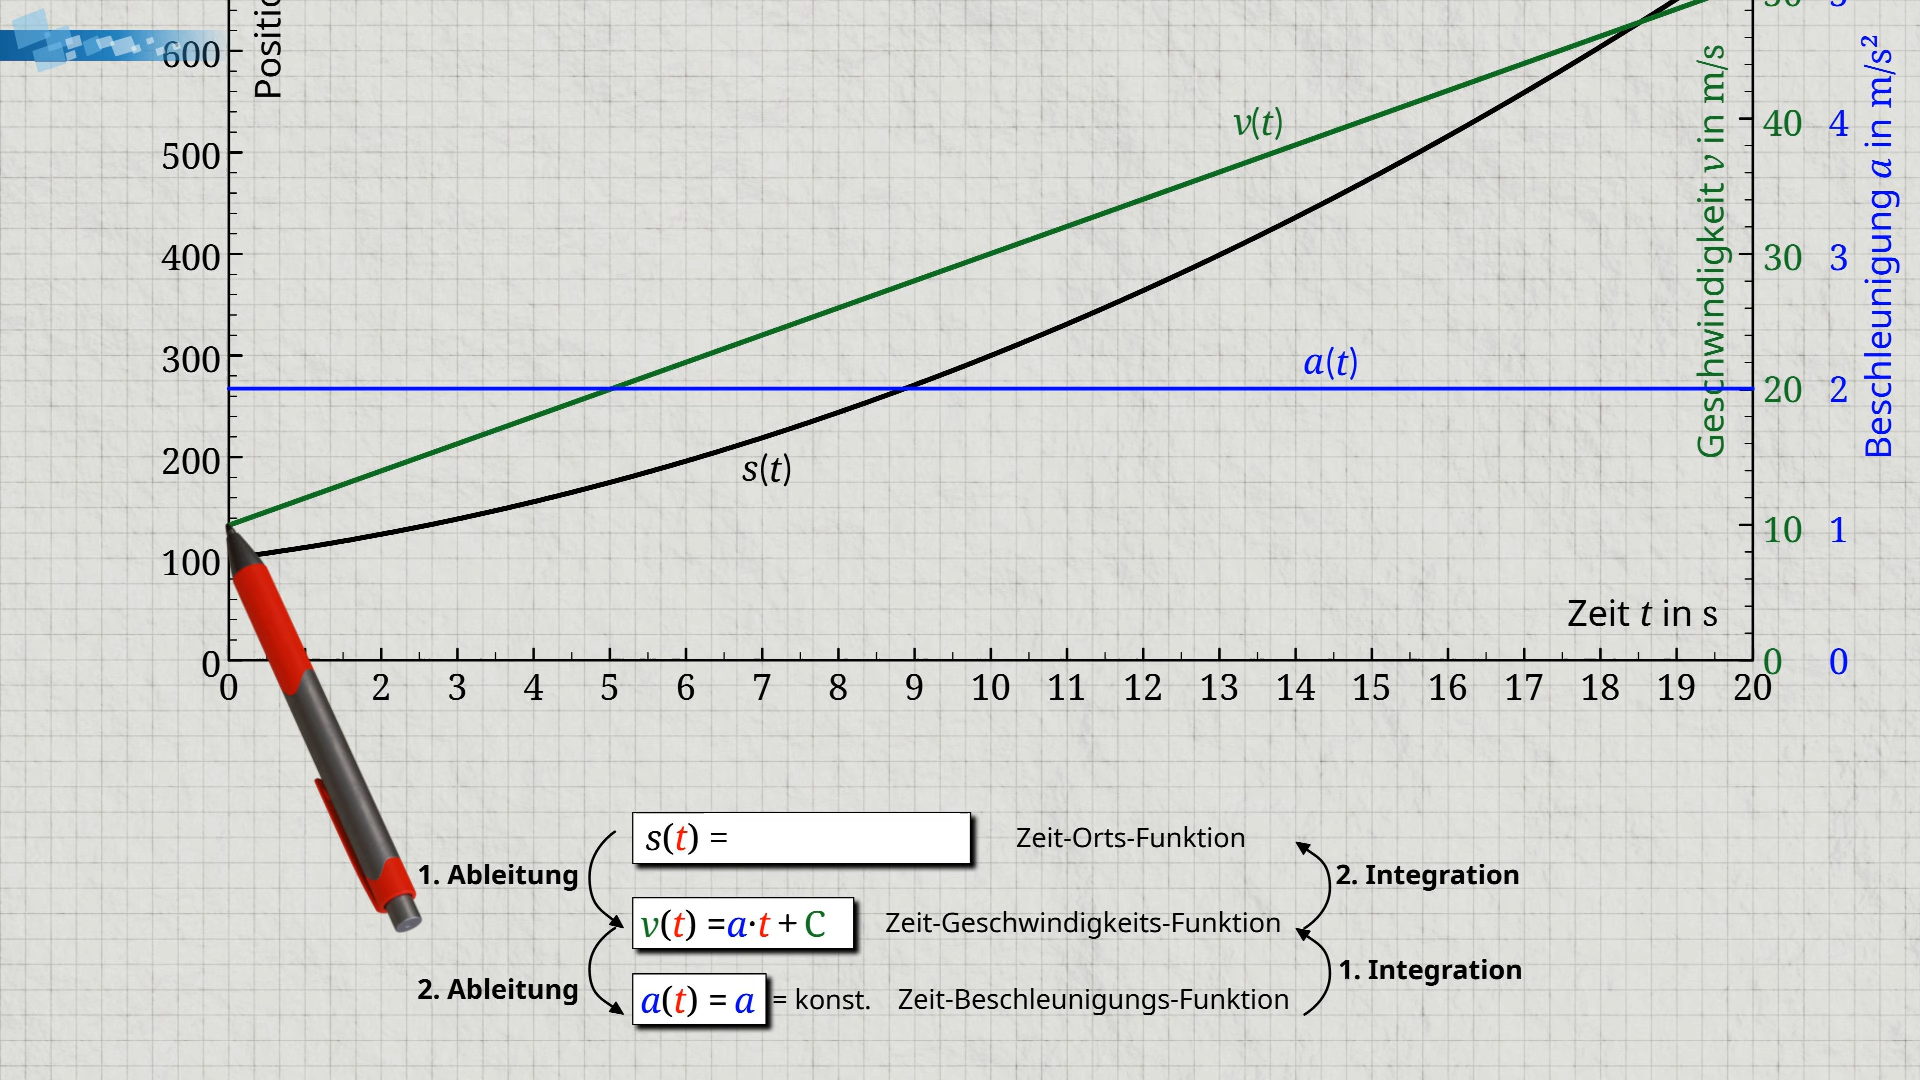 Positi
600
500
400
300
200
100
0
v(t)
a(t)
s(t)
Geschwindigkeit v in m/s
40
30
20
10
0
Beschleunigung a in m/s²
4
3
2
1
0
Zeit t in s
0 2 3 4 5 6 7 8 9 10 11 12 13 14 15 16 17 18 19 20
s(t) = Zeit-Orts-Funktion
1. Ableitung 2. Integration
v(t) =a·t + C Zeit-Geschwindigkeits-Funktion
2. Ableitung 1. Integration
a(t) = a = konst. Zeit-Beschleunigungs-Funktion